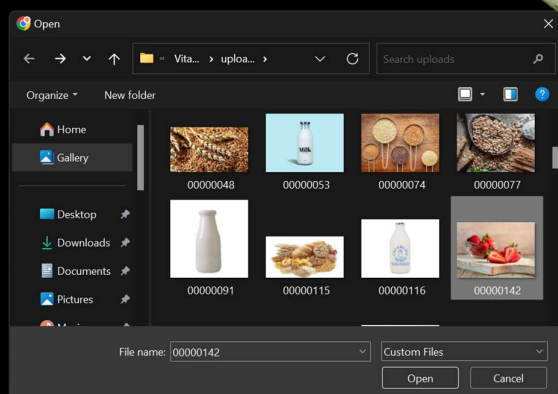 Open
« Vita... › uploa... ›
Search uploads
Organize
New folder
Home
Gallery
Desktop
Downloads
Documents
Pictures
Milk
00000048
00000053
00000074
00000077
00000091
00000115
00000116
00000142
File name: 00000142
Custom Files
Open
Cancel